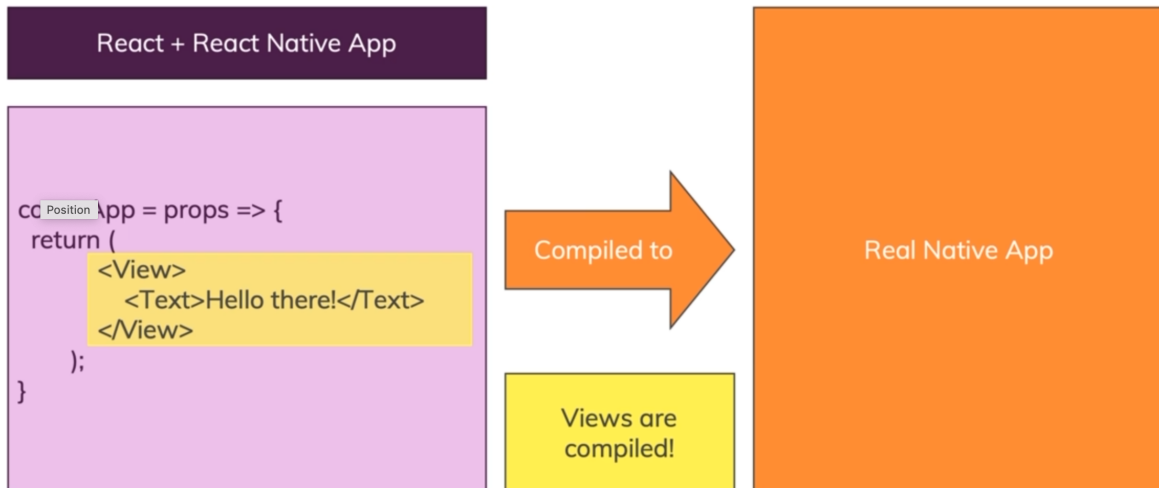 React + React Native App
co App = props => {
Position
return (
<View>
<Text>Hello there!</Text>
</View>
);
}
Compiled to
Views are
compiled!
Real Native App